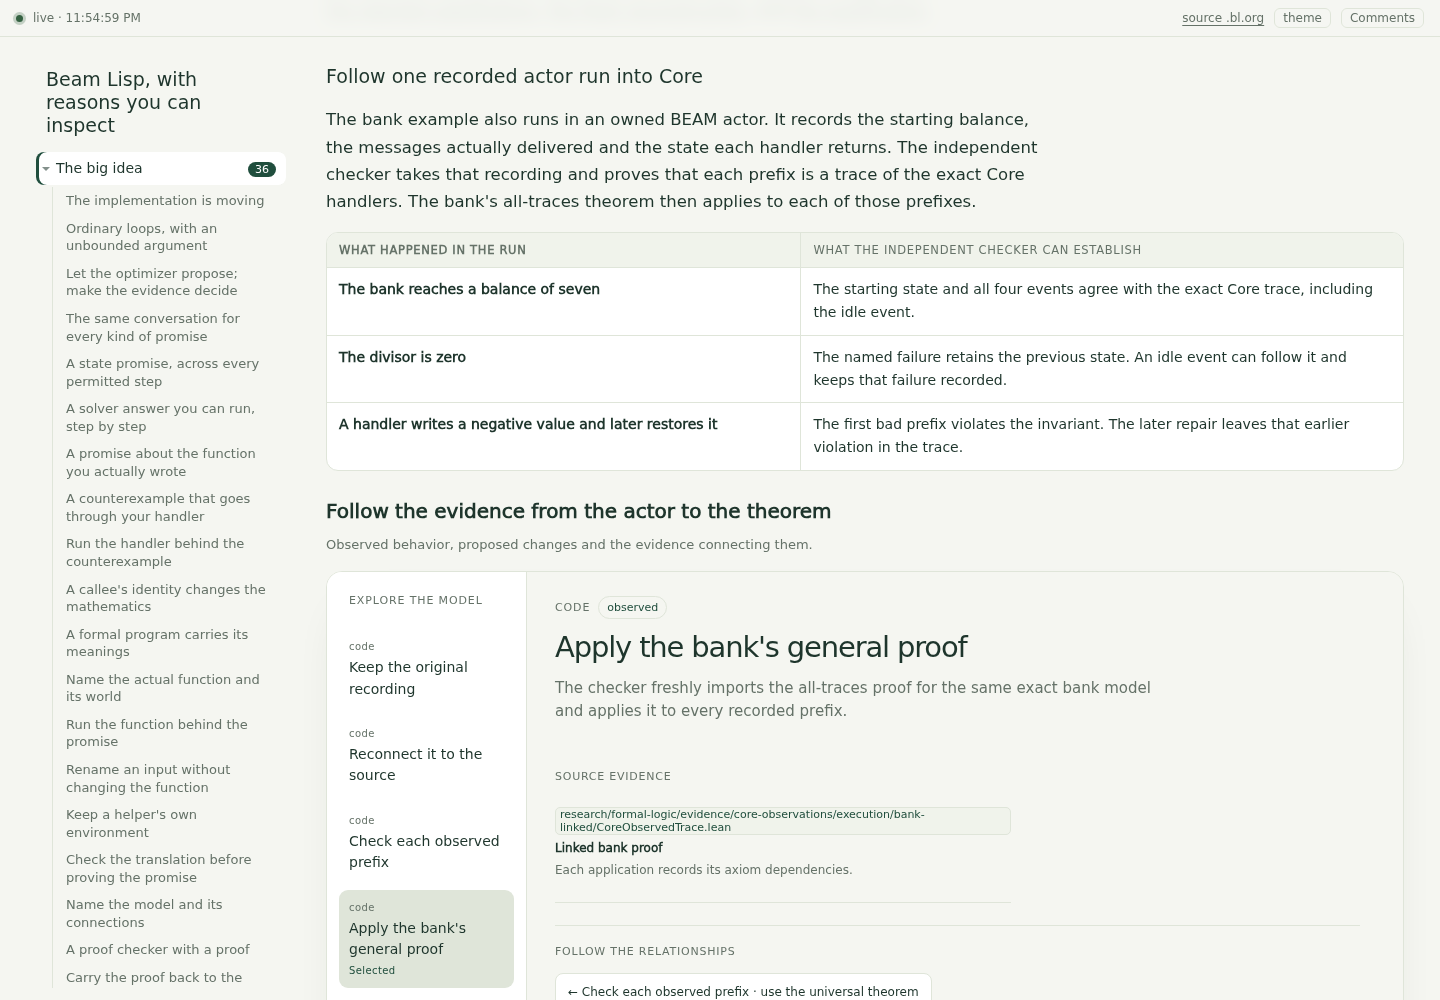 live · 11:54:59 PM
source .bl.org
theme
Comments
Beam Lisp, with
reasons you can
inspect
The big idea
36
The implementation is moving
Ordinary loops, with an
unbounded argument
Let the optimizer propose;
make the evidence decide
The same conversation for
every kind of promise
A state promise, across every
permitted step
A solver answer you can run,
step by step
A promise about the function
you actually wrote
A counterexample that goes
through your handler
Run the handler behind the
counterexample
A callee's identity changes the
mathematics
A formal program carries its
meanings
Name the actual function and
its world
Run the function behind the
promise
Rename an input without
changing the function
Keep a helper's own
environment
Check the translation before
proving the promise
Name the model and its
connections
A proof checker with a proof
Carry the proof back to the
Follow one recorded actor run into Core
The bank example also runs in an owned BEAM actor. It records the starting balance,
the messages actually delivered and the state each handler returns. The independent
checker takes that recording and proves that each prefix is a trace of the exact Core
handlers. The bank's all-traces theorem then applies to each of those prefixes.
WHAT HAPPENED IN THE RUN
WHAT THE INDEPENDENT CHECKER CAN ESTABLISH
The bank reaches a balance of seven
The starting state and all four events agree with the exact Core trace, including
the idle event.
The divisor is zero
The named failure retains the previous state. An idle event can follow it and
keeps that failure recorded.
A handler writes a negative value and later restores it
The first bad prefix violates the invariant. The later repair leaves that earlier
violation in the trace.
Follow the evidence from the actor to the theorem
Observed behavior, proposed changes and the evidence connecting them.
EXPLORE THE MODEL
code
Keep the original
recording
code
Reconnect it to the
source
code
Check each observed
prefix
code
Apply the bank's
general proof
Selected
CODE
observed
Apply the bank's general proof
The checker freshly imports the all-traces proof for the same exact bank model
and applies it to every recorded prefix.
SOURCE EVIDENCE
research/formal-logic/evidence/core-observations/execution/bank-
linked/CoreObservedTrace.lean
Linked bank proof
Each application records its axiom dependencies.
FOLLOW THE RELATIONSHIPS
← Check each observed prefix · use the universal theorem